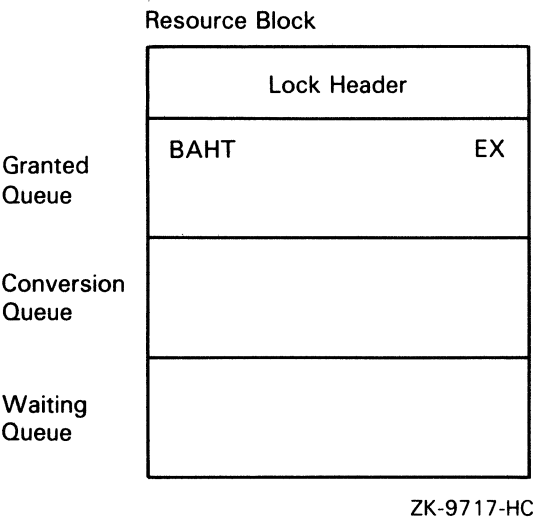 Resource Block
Lock Header
Granted
Queue
BAHT EX
Conversion
Queue
Waiting
Queue
ZK-9717-HC